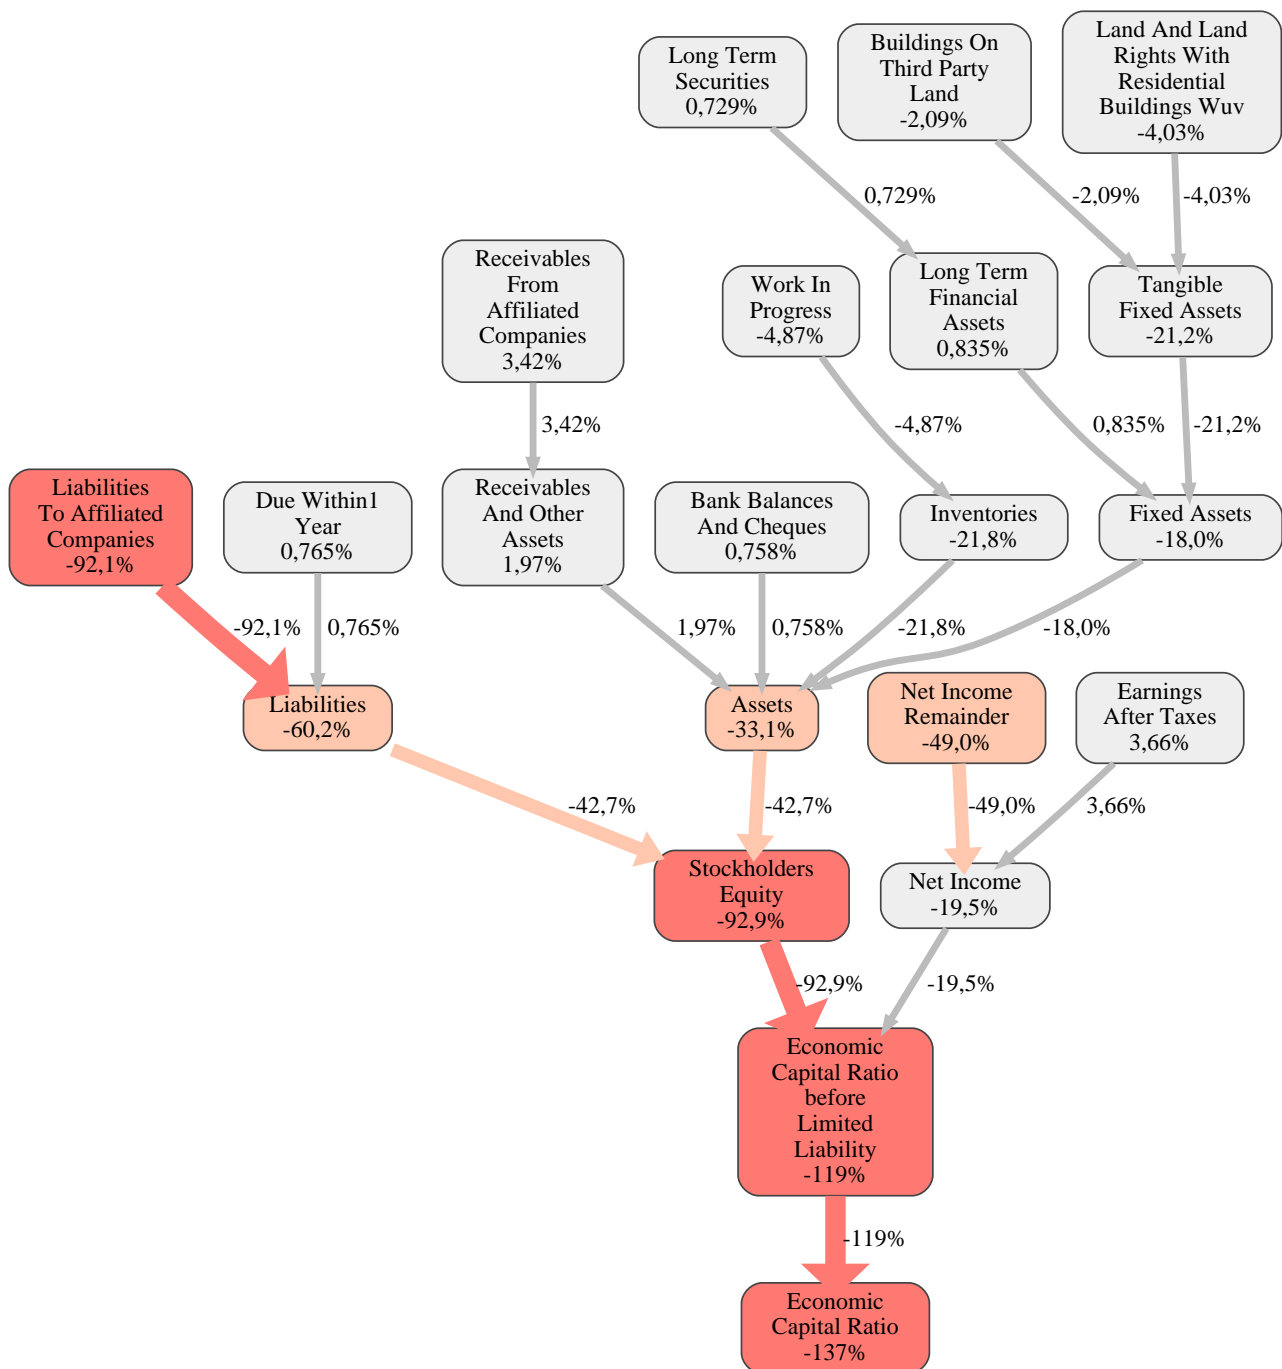 Long Term
Securities
0,729%
Buildings On
Third Party
Land
-2,09%
Land And Land
Rights With
Residential
Buildings Wuv
-4,03%
0,729%
-2,09%
-4,03%
Receivables
From
Affiliated
Companies
3,42%
Work In
Progress
-4,87%
Long Term
Financial
Assets
0,835%
Tangible
Fixed Assets
-21,2%
3,42%
-4,87%
0,835%
-21,2%
Liabilities
To Affiliated
Companies
-92,1%
Due Within1
Year
0,765%
Receivables
And Other
Assets
1,97%
Bank Balances
And Cheques
0,758%
Inventories
-21,8%
Fixed Assets
-18,0%
-92,1%
0,765%
1,97%
0,758%
-21,8%
-18,0%
Liabilities
-60,2%
Assets
-33,1%
Net Income
Remainder
-49,0%
Earnings
After Taxes
3,66%
-42,7%
-42,7%
-49,0%
3,66%
Stockholders
Equity
-92,9%
Net Income
-19,5%
-92,9%
-19,5%
Economic
Capital Ratio
before
Limited
Liability
-119%
-119%
Economic
Capital Ratio
-137%